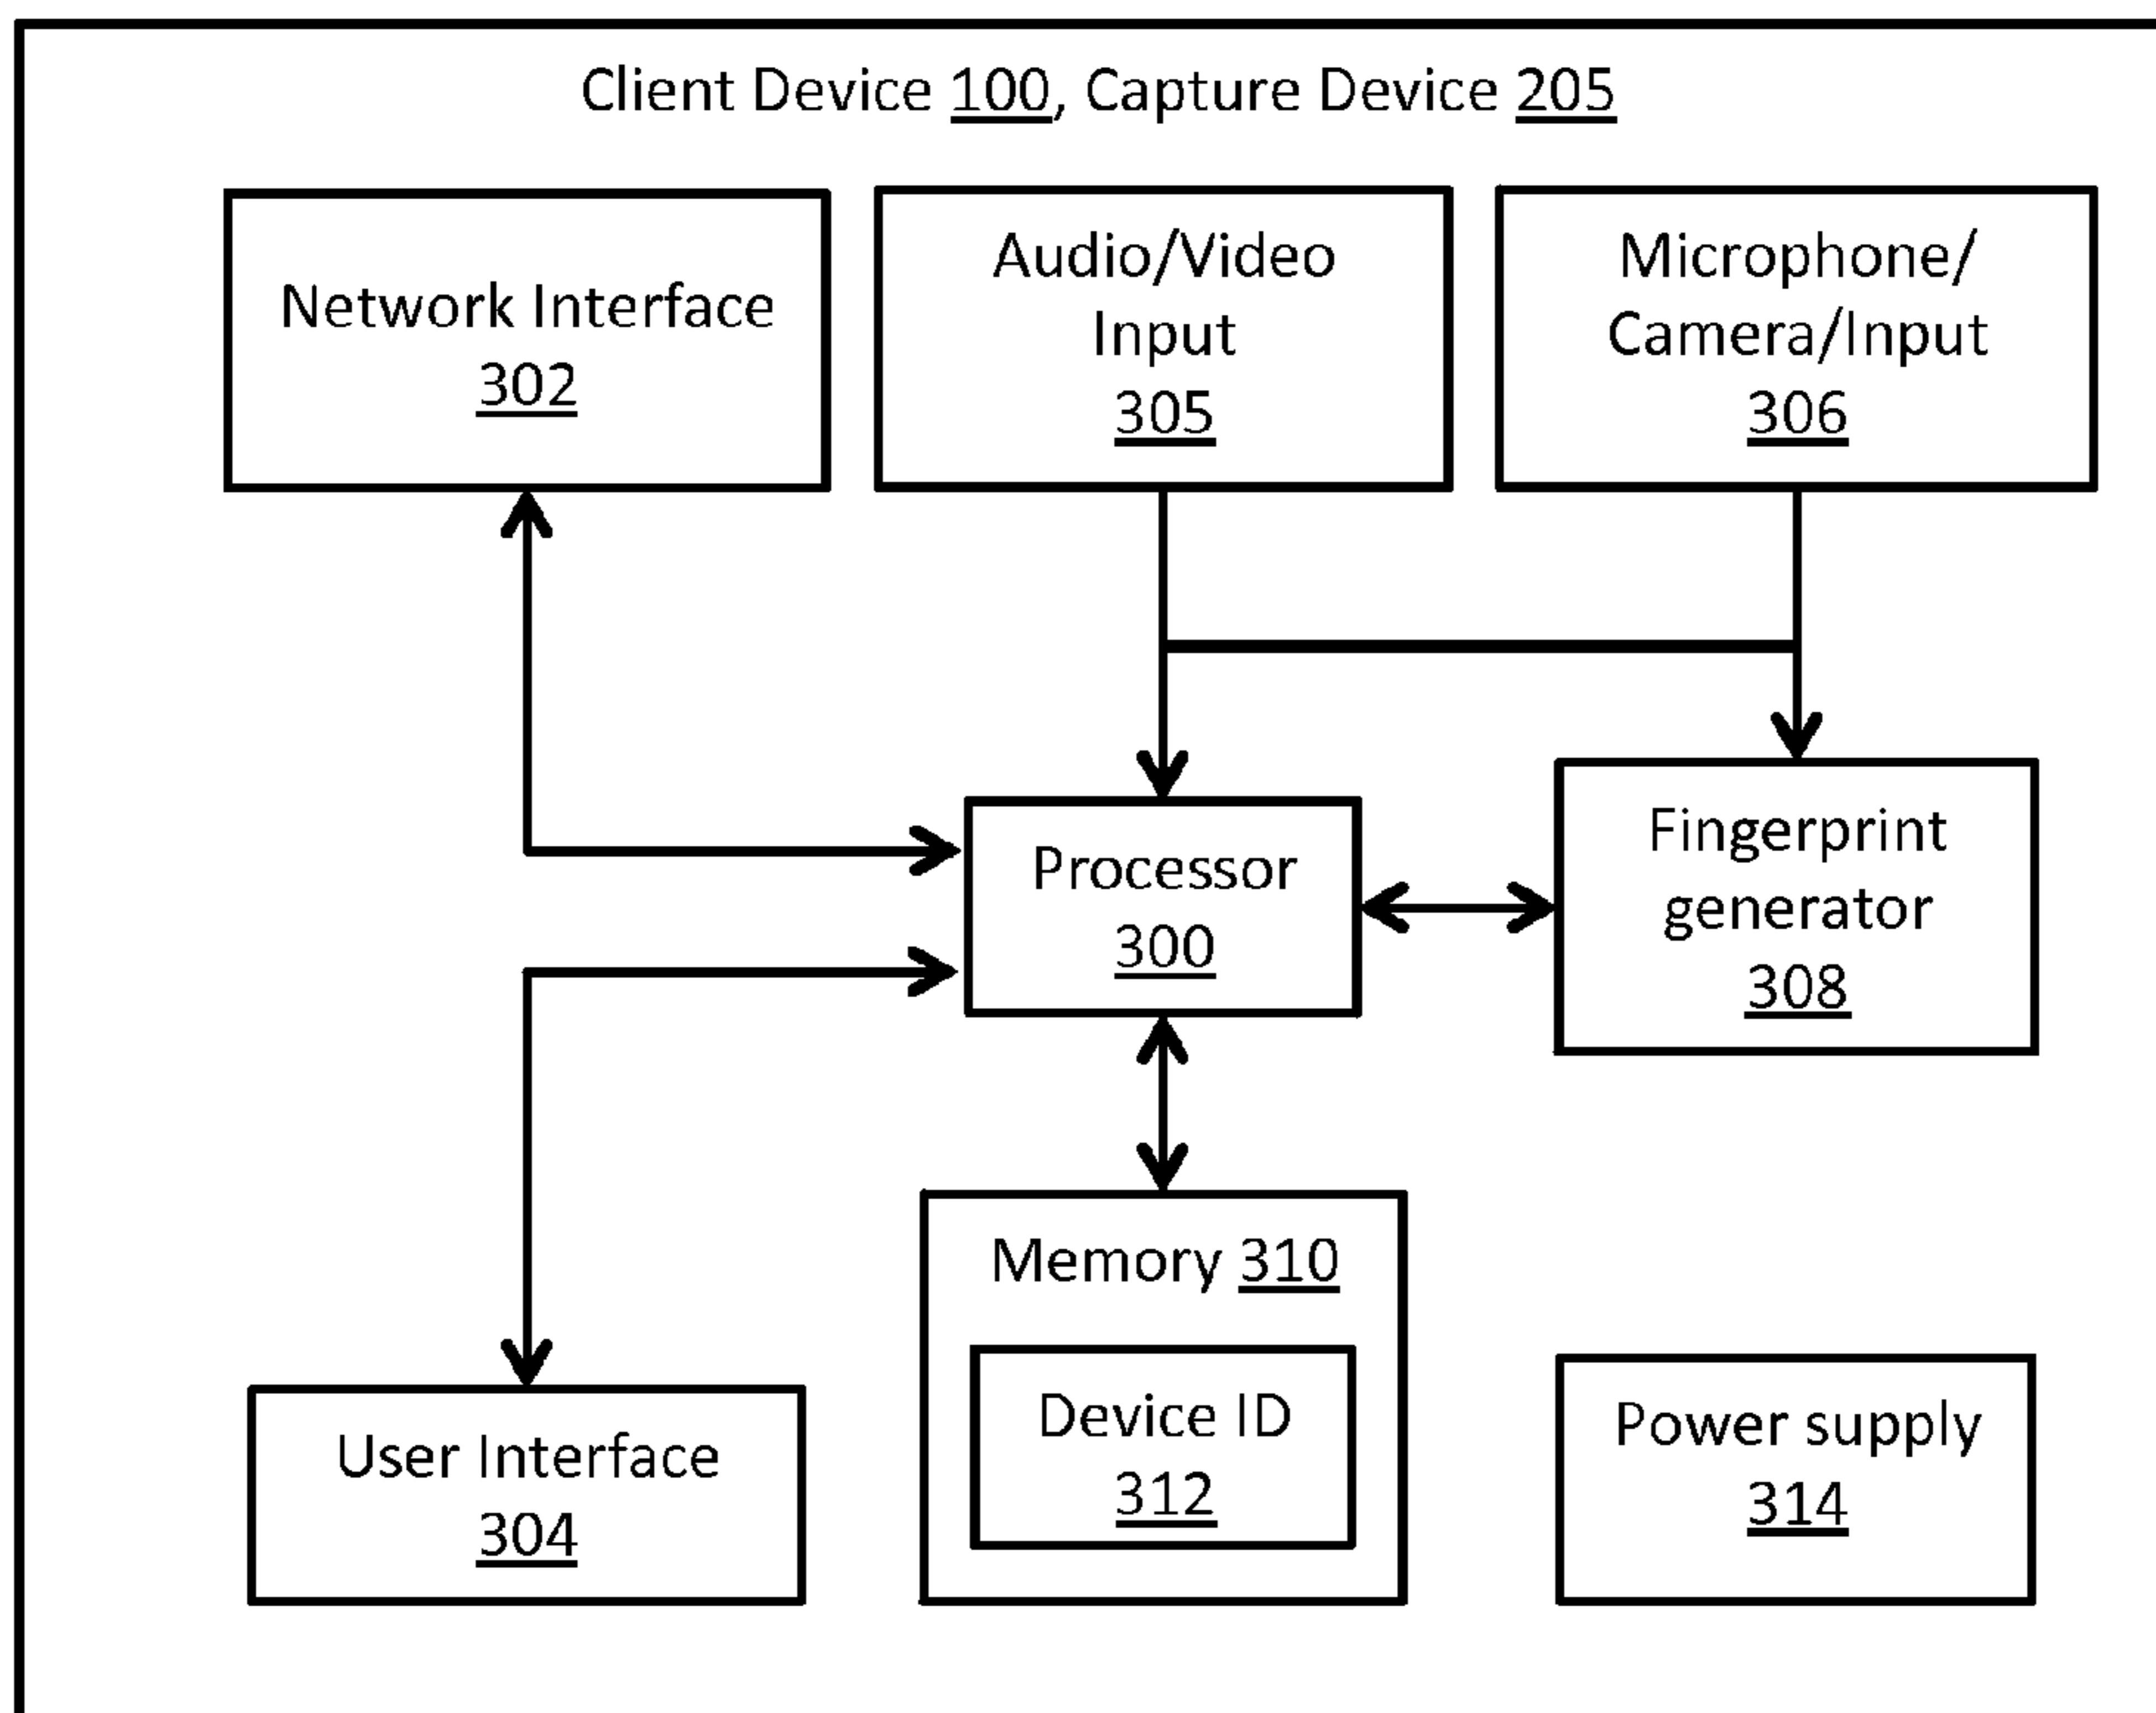 Client Device 100, Capture Device 205
Network Interface
302
Audio/Video
Input
305
Microphone/
Camera/Input
306
Processor
300
Fingerprint
generator
308
Memory 310
Device ID
312
User Interface
304
Power supply
314